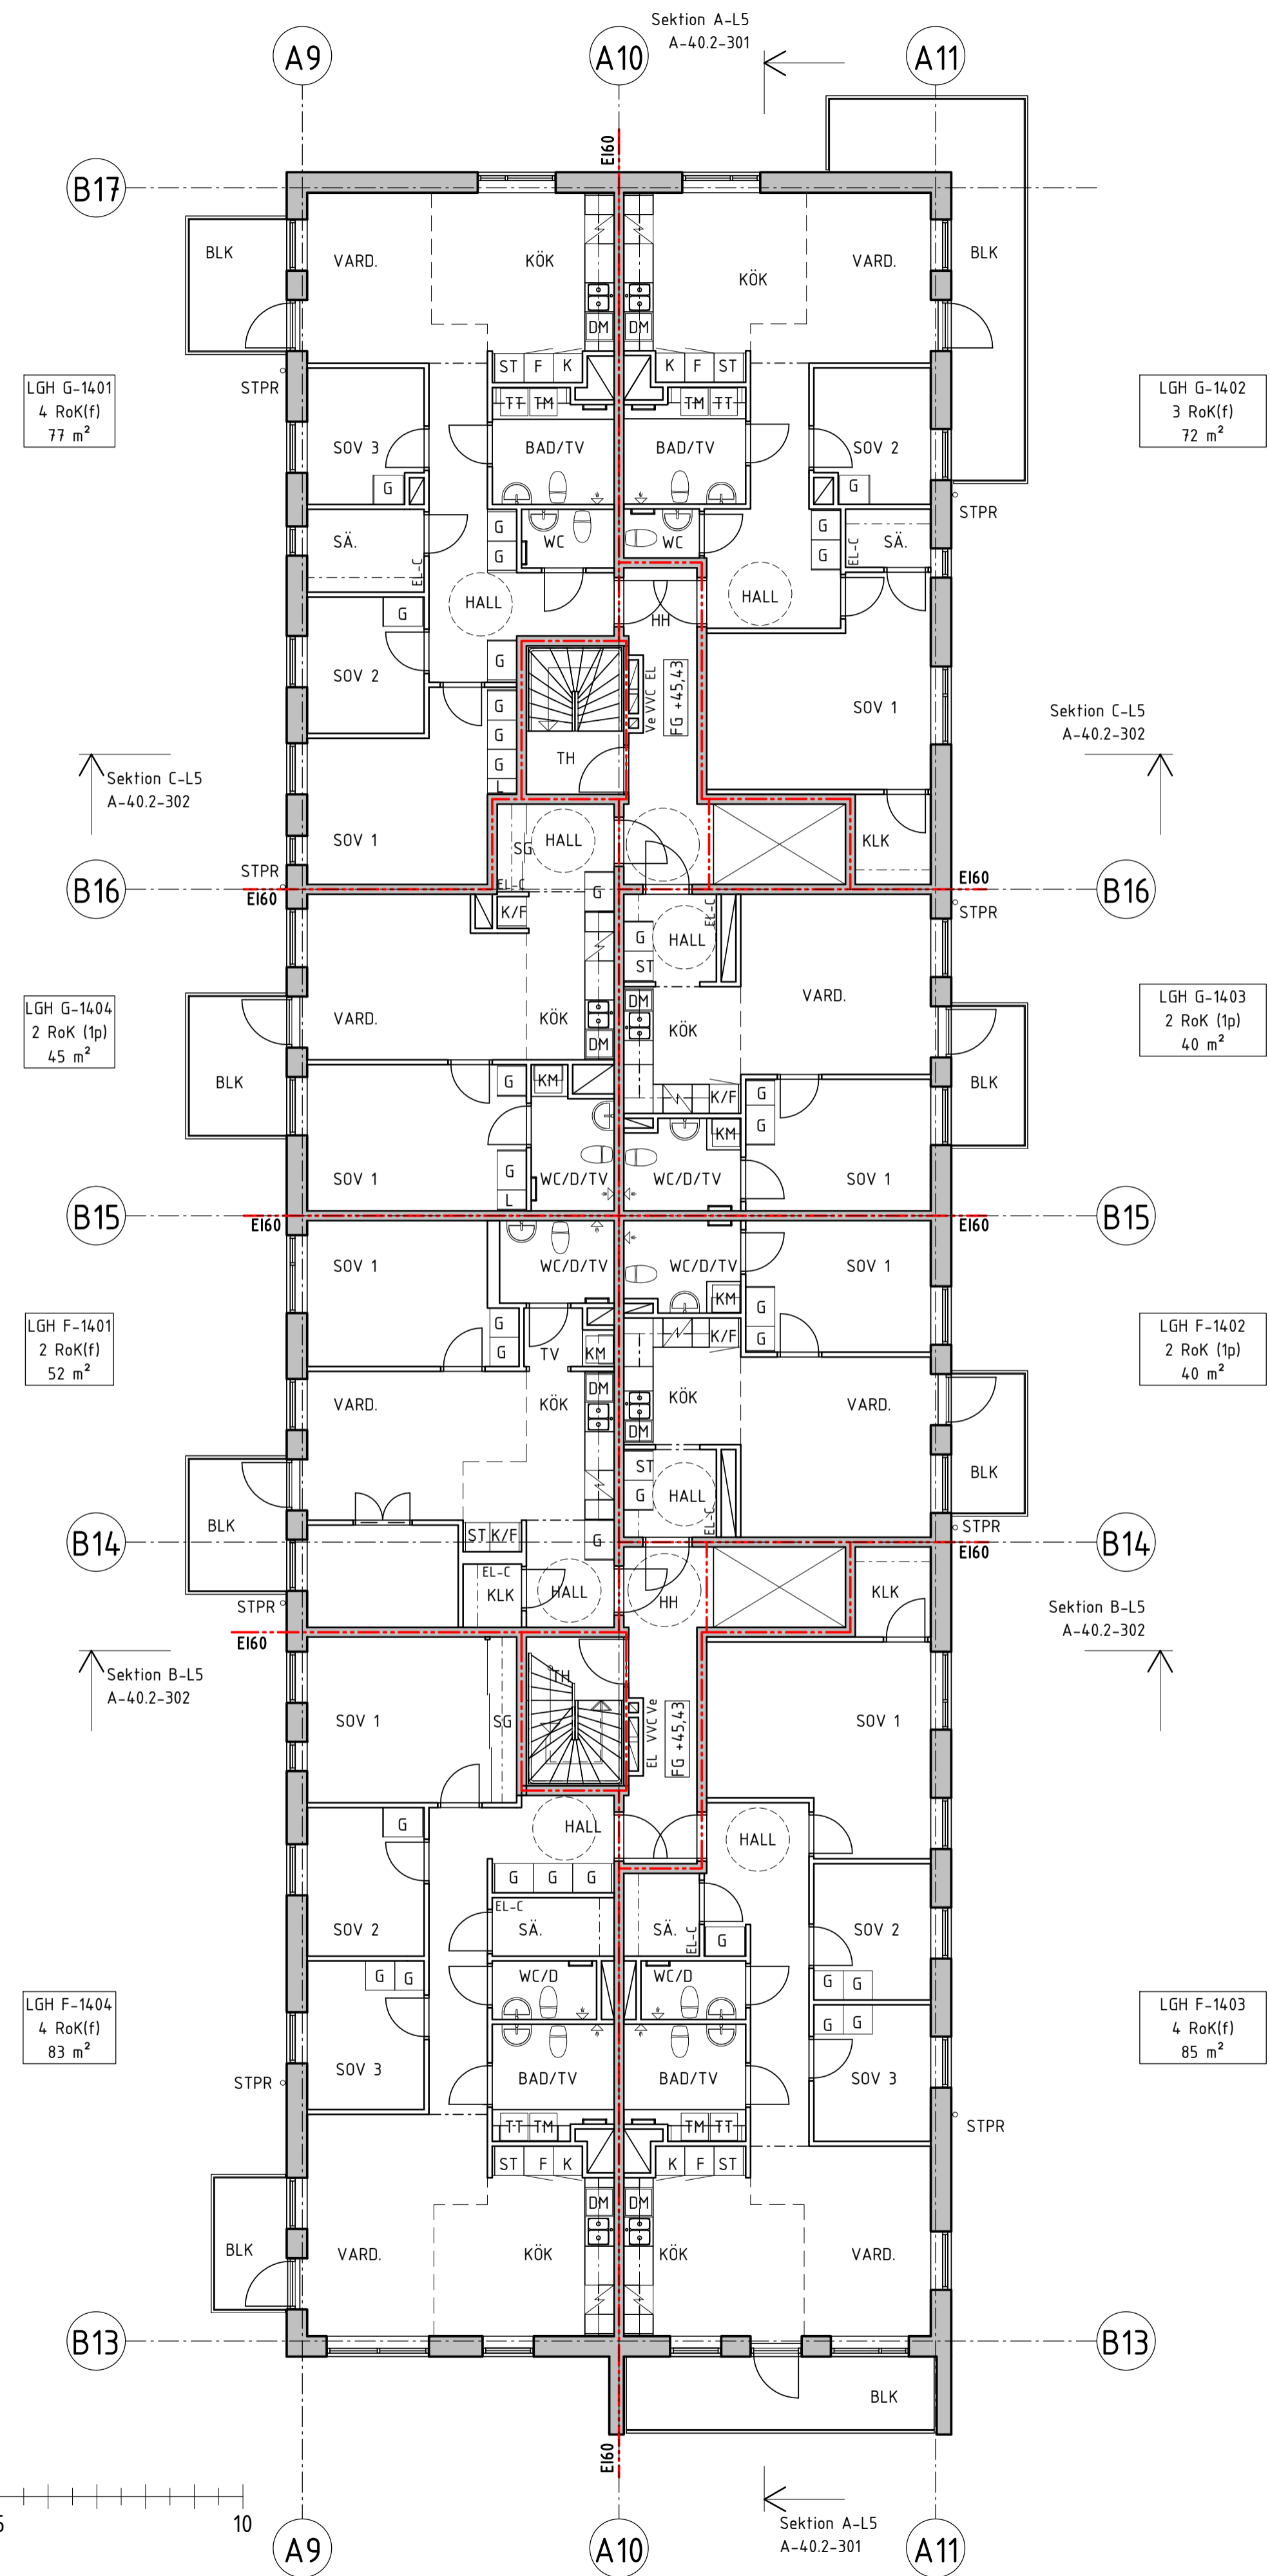 Sektion A-L5
A-40.2-301
A9
A10
A11
EI60
B17
BLK
VARD.
KÖK
KÖK
VARD.
BLK
DM
DM
STPR
ST F K
K F ST
LGH G-1401
4 RoK(f)
77 m²
LGH G-1402
3 RoK(f)
72 m²
TT TM
TM TT
SOV 3
BAD/TV
BAD/TV
SOV 2
G
G
STPR
SÄ.
EL-C
G
G
WC
WC
G
G
EL-C
SÄ.
HALL
HALL
G
HH
SOV 2
G
Ve VVC EL
FG +45,43
SOV 1
G
G
G
L
TH
Sektion C-L5
A-40.2-302
Sektion C-L5
A-40.2-302
SOV 1
SG
HALL
KLK
STPR
EL-C
B16
EI60
EI60
B16
K/F
G
EL-C
STPR
G
HALL
ST
LGH G-1404
2 RoK (1p)
45 m²
VARD.
LGH G-1403
2 RoK (1p)
40 m²
VARD.
KÖK
DM
DM
KÖK
BLK
G
KM
K/F
G
BLK
G
KM
SOV 1
G
L
WC/D/TV
WC/D/TV
SOV 1
B15
EI60
EI60
B15
SOV 1
WC/D/TV
WC/D/TV
SOV 1
KM
G
G
LGH F-1401
2 RoK(f)
52 m²
LGH F-1402
2 RoK (1p)
40 m²
G
G
TV
KM
K/F
DM
VARD.
KÖK
KÖK
VARD.
DM
ST
G
HALL
EL-C
BLK
BLK
ST K/F
G
STPR
B14
EI60
B14
EL-C
KLK
HALL
HH
KLK
STPR
EI60
Sektion B-L5
A-40.2-302
Sektion B-L5
A-40.2-302
TH
SOV 1
SG
EL VVC Ve
FG +45,43
SOV 1
G
HALL
HALL
G G G
EL-C
SOV 2
SÄ.
SÄ.
EL-C
G
SOV 2
G G
WC/D
WC/D
G G
LGH F-1404
4 RoK(f)
83 m²
LGH F-1403
4 RoK(f)
85 m²
G G
SOV 3
BAD/TV
BAD/TV
SOV 3
STPR
TT TM
TM TT
STPR
ST F K
K F ST
DM
DM
BLK
VARD.
KÖK
KÖK
VARD.
B13
B13
BLK
EI60
5
10
Sektion A-L5
A-40.2-301
A9
A10
A11